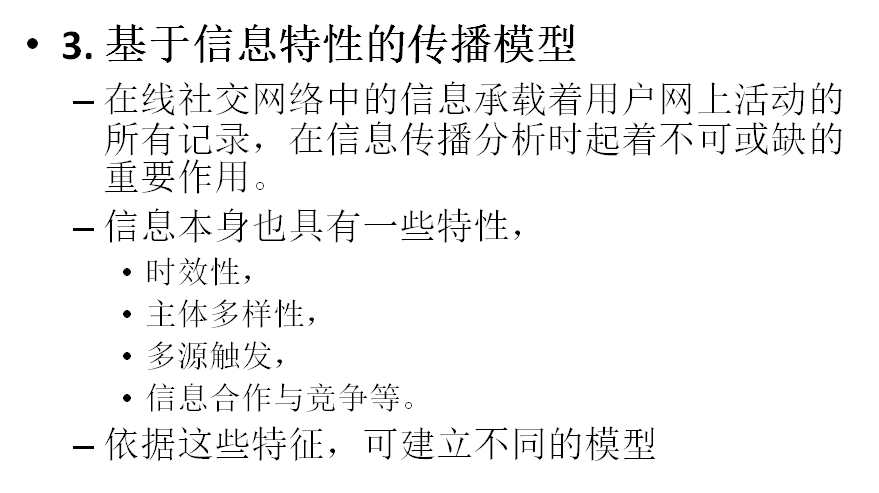 • 3. 基于信息特性的传播模型
– 在线社交网络中的信息承载着用户网上活动的
所有记录，在信息传播分析时起着不可或缺的
重要作用。
– 信息本身也具有一些特性，
• 时效性，
• 主体多样性，
• 多源触发，
• 信息合作与竞争等。
– 依据这些特征，可建立不同的模型